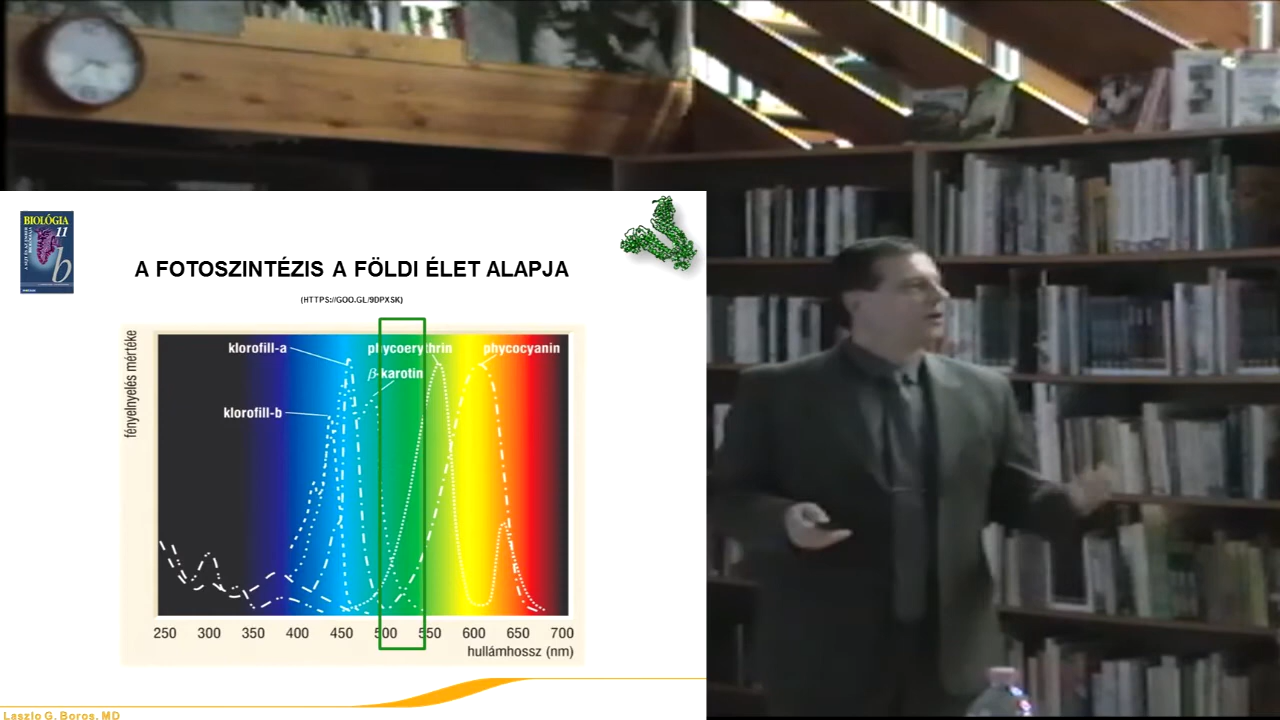 BIOLÓGIA
11
b
A FOTOSZINTÉZIS A FÖLDI ÉLET ALAPJA
(HTTPS://GOO.GL/9DPXSK)
fényelnyelés mértéke
klorofill-a
phycoerythrin
phycocyanin
β-karotin
klorofill-b
250 300 350 400 450 500 550 600 650 700
hullámhossz (nm)
Laszlo G. Boros, MD